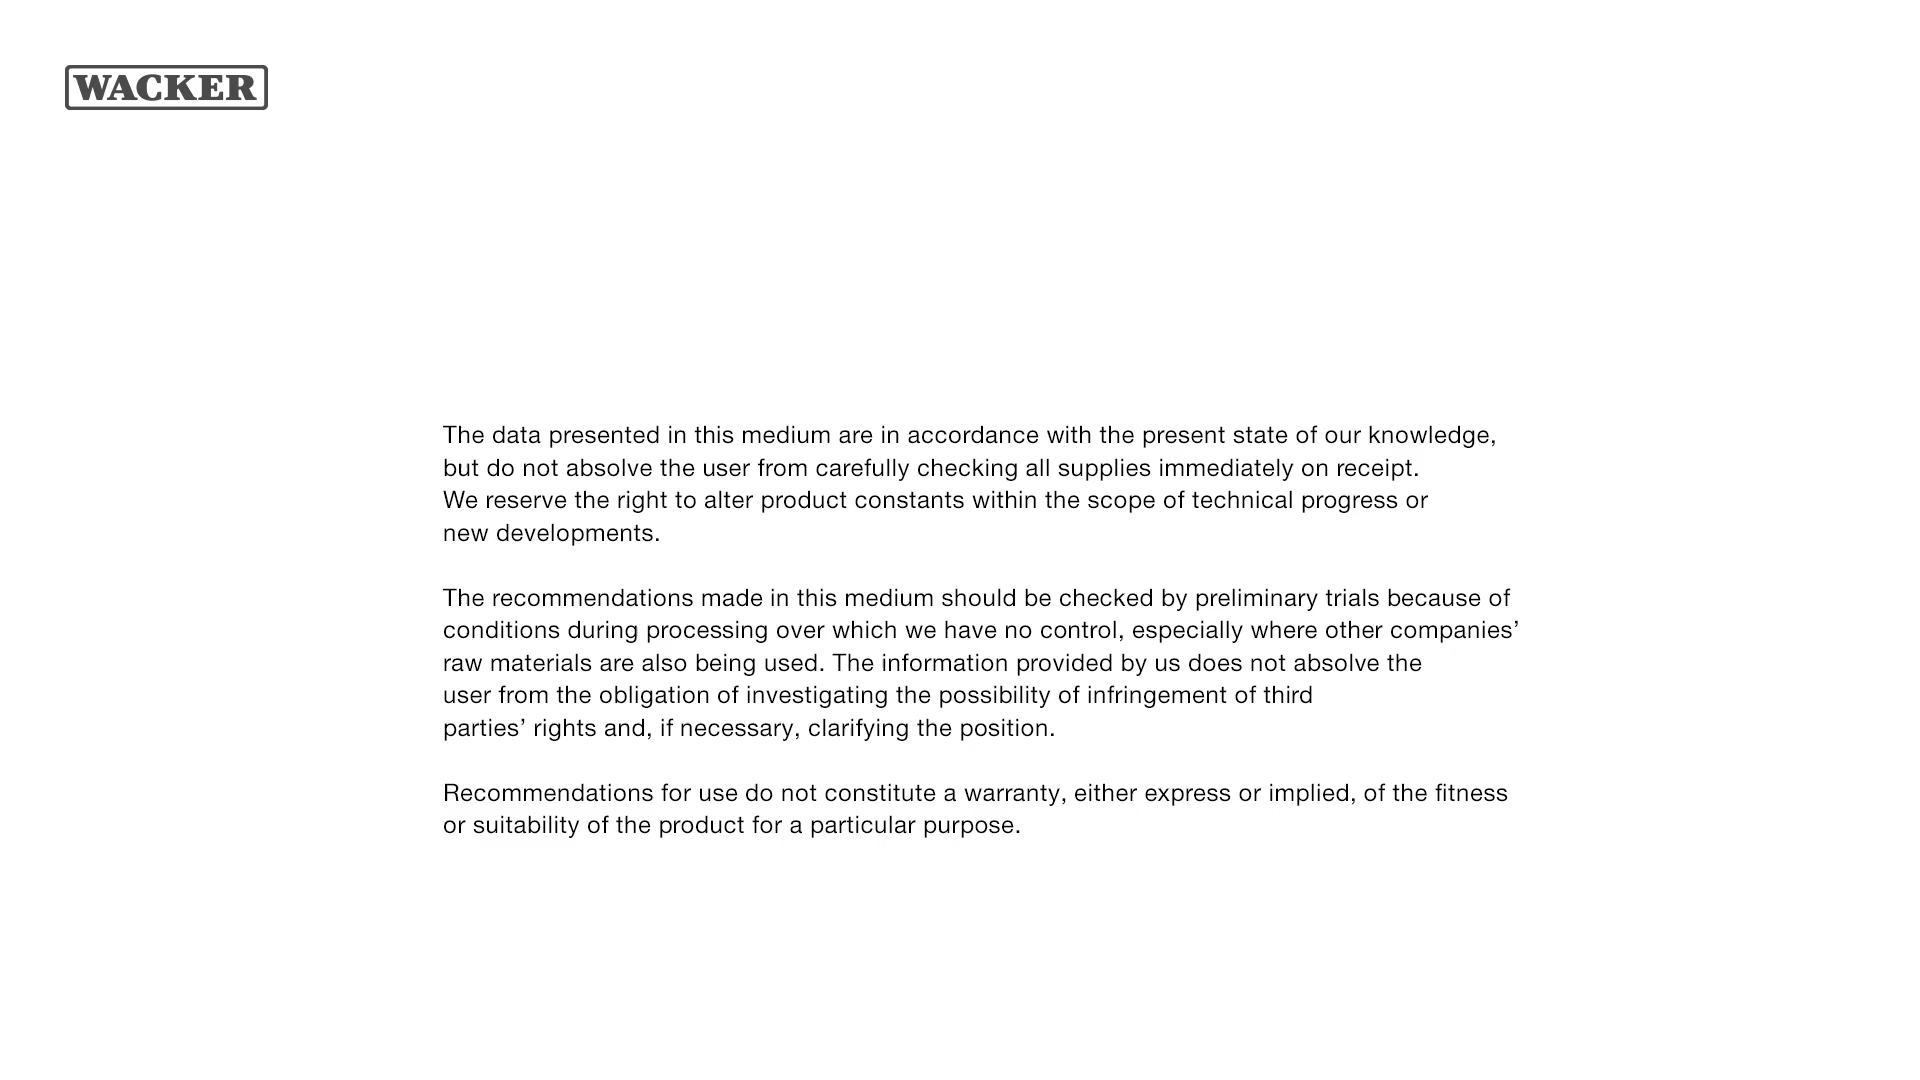 WACKER
The data presented in this medium are in accordance with the present state of our knowledge,
but do not absolve the user from carefully checking all supplies immediately on receipt.
We reserve the right to alter product constants within the scope of technical progress or
new developments.
The recommendations made in this medium should be checked by preliminary trials because of
conditions during processing over which we have no control, especially where other companies’
raw materials are also being used. The information provided by us does not absolve the
user from the obligation of investigating the possibility of infringement of third
parties’ rights and, if necessary, clarifying the position.
Recommendations for use do not constitute a warranty, either express or implied, of the fitness
or suitability of the product for a particular purpose.